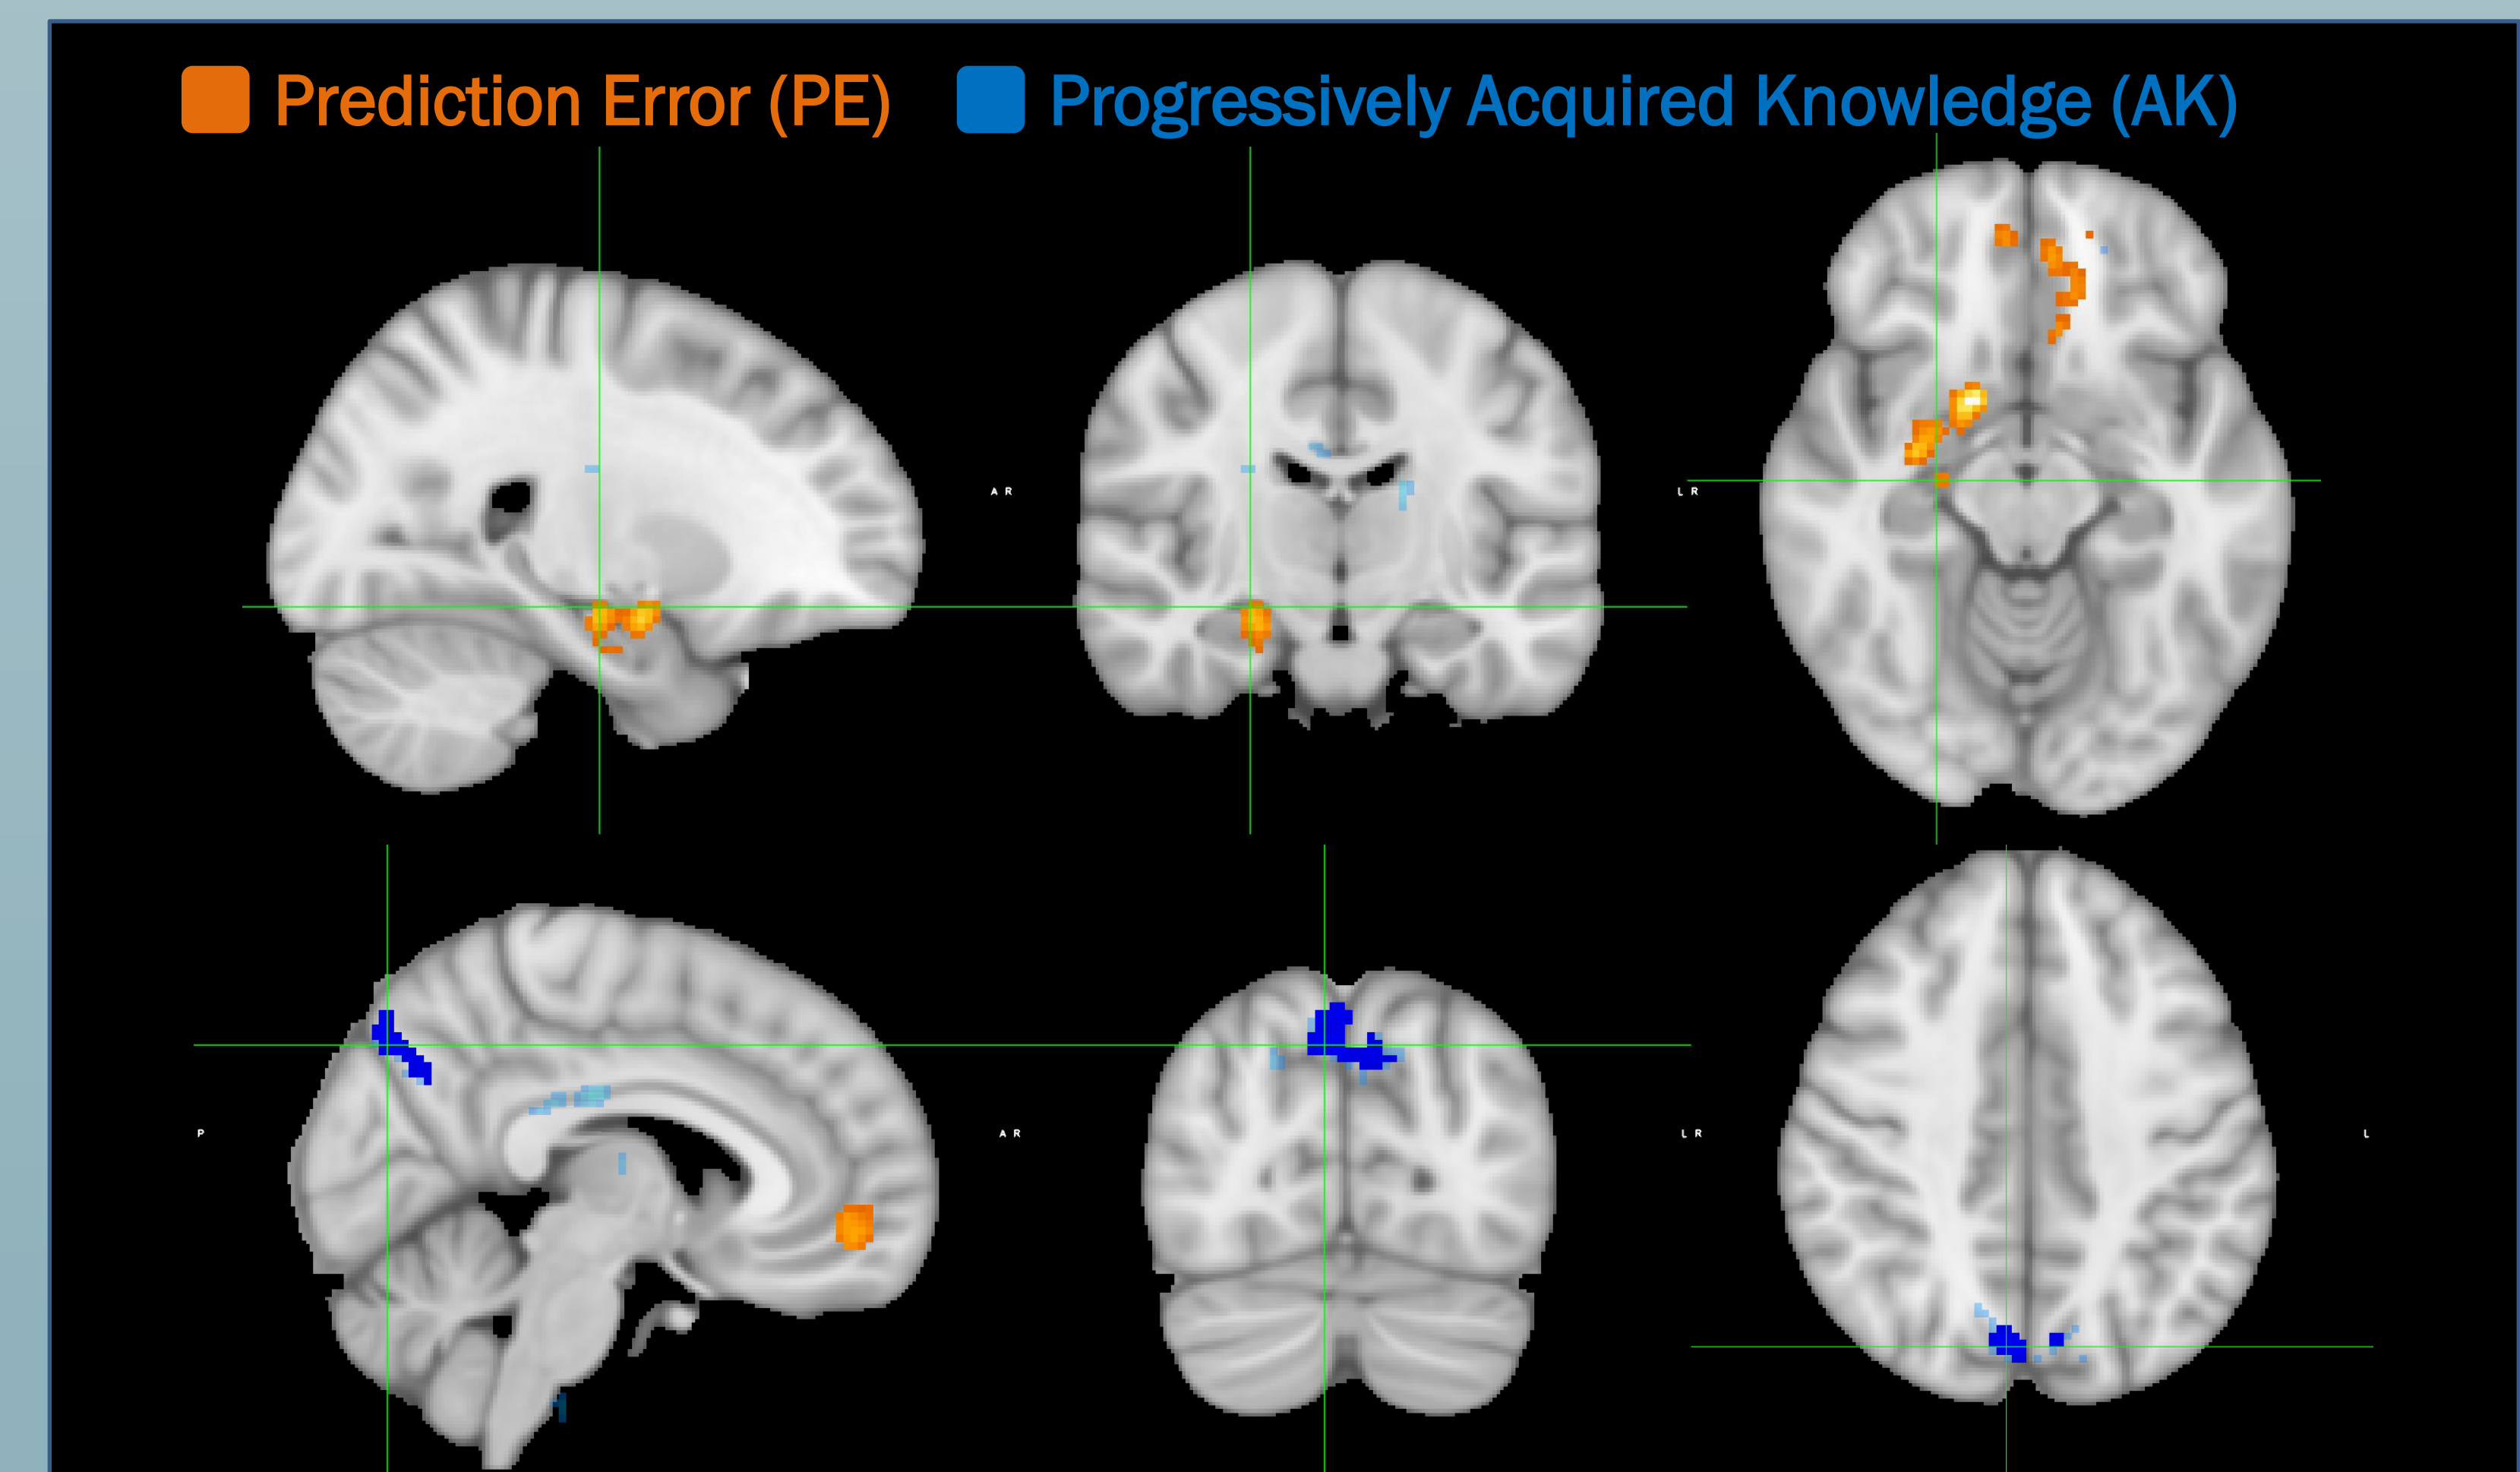 Prediction Error (PE) Progressively Acquired Knowledge (AK)
A R L R
P A R L R L